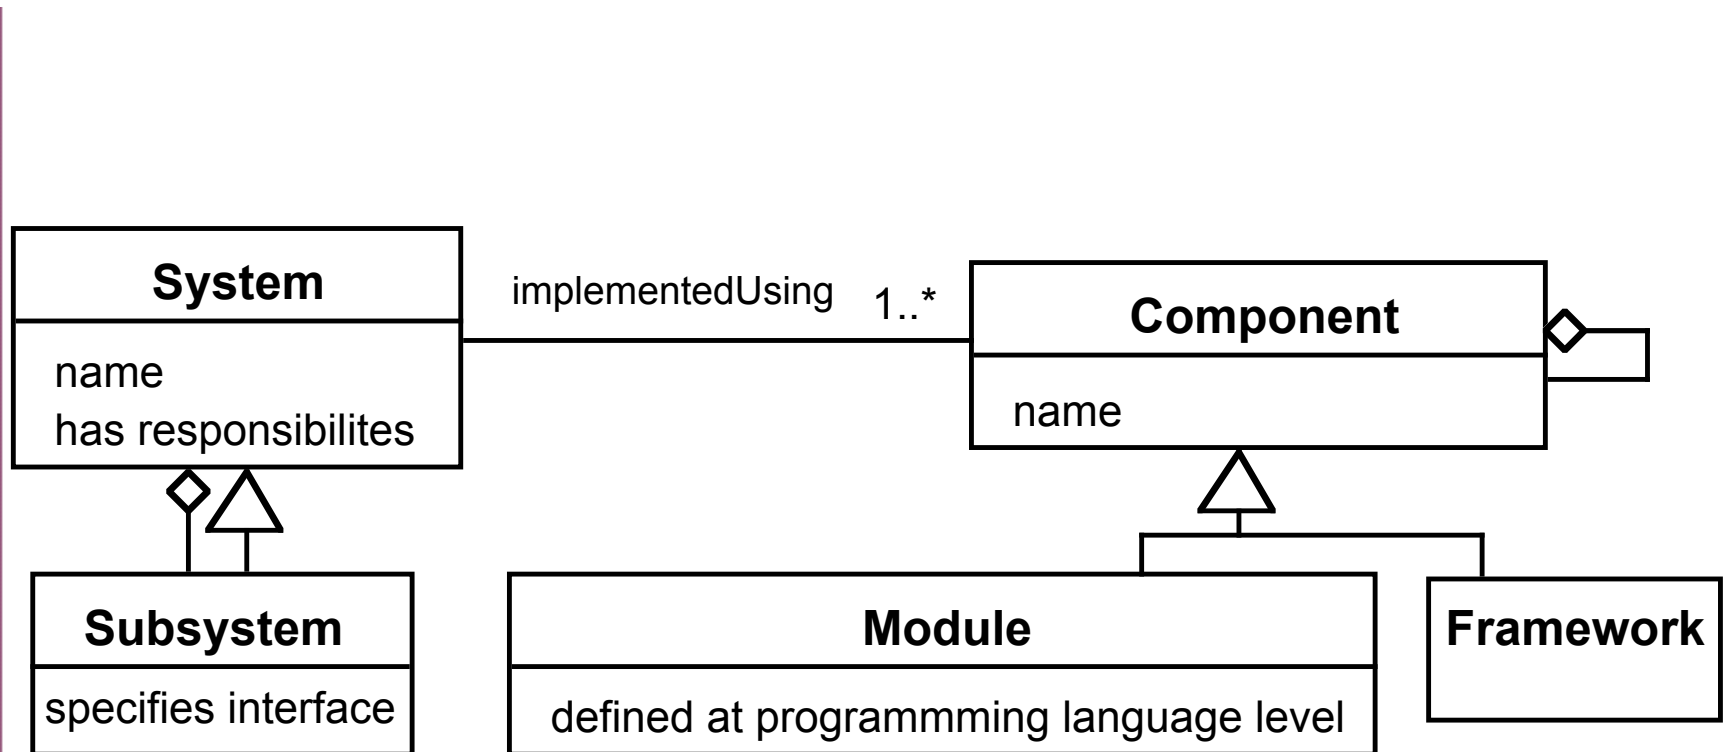 System
name
has responsibilites
implementedUsing
1..*
Component
name
Subsystem
specifies interface
Module
defined at programmming language level
Framework